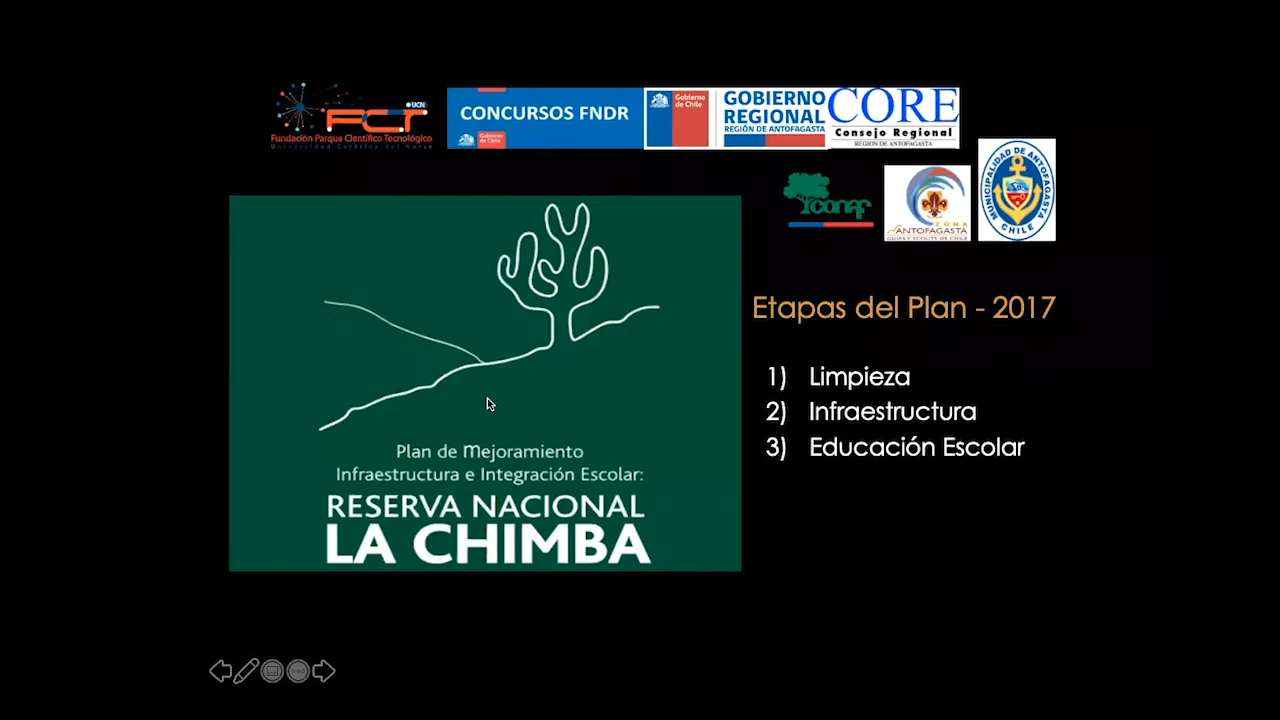 UCN
FCT
Fundación Parque Científico Tecnológico
Universidad Católica del Norte
CONCURSOS FNDR
Gobierno de Chile
Gobierno
de Chile
GOBIERNO
REGIONAL
REGIÓN DE ANTOFAGASTA
CORE
Consejo Regional
REGIÓN DE ANTOFAGASTA
conaf
ZONA
ANTOFAGASTA
GUIAS Y SCOUTS DE CHILE
MUNICIPALIDAD DE ANTOFAGASTA
CHILE
Plan de Mejoramiento
Infraestructura e Integración Escolar:
RESERVA NACIONAL
LA CHIMBA
Etapas del Plan - 2017
1) Limpieza
2) Infraestructura
3) Educación Escolar